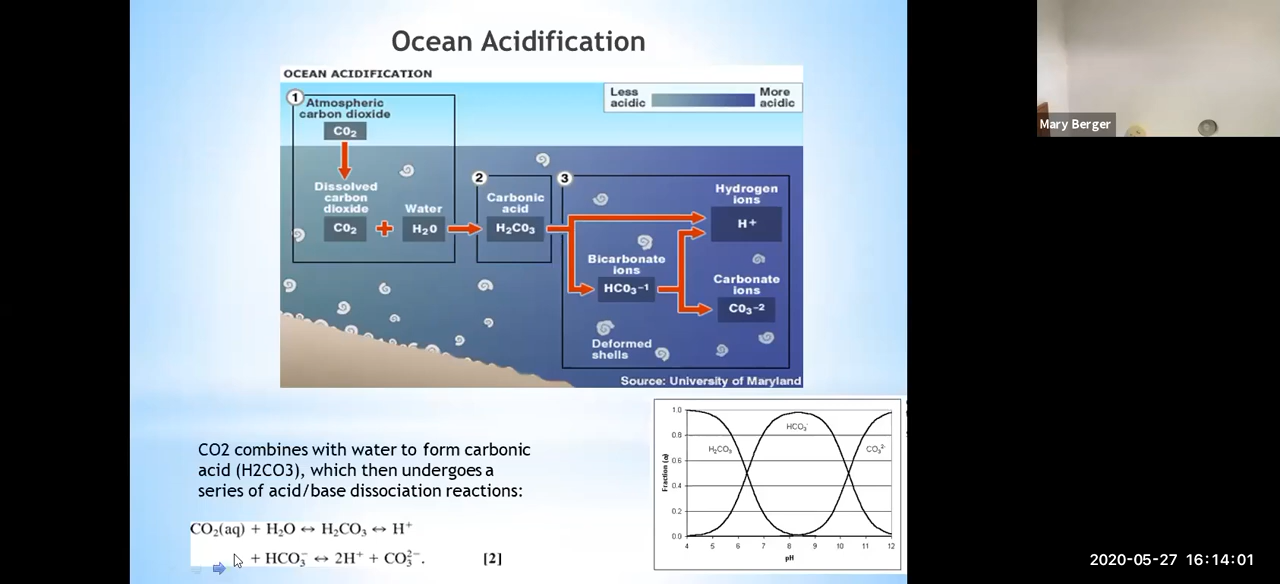 Ocean Acidification
OCEAN ACIDIFICATION
Less
acidic
More
acidic
1
Atmospheric
carbon dioxide
CO2
Dissolved
carbon
dioxide
CO2
+
Water
H2O
2
Carbonic
acid
H2CO3
3
Hydrogen
ions
H+
Bicarbonate
ions
HCO3-1
Carbonate
ions
CO3-2
Deformed
shells
Source: University of Maryland
CO2 combines with water to form carbonic
acid (H2CO3), which then undergoes a
series of acid/base dissociation reactions:
CO₂(aq) + H₂O ↔ H₂CO₃ ↔ H⁺
+ HCO₃⁻ ↔ 2H⁺ + CO₃²⁻. [2]
Fraction (α)
1.0
0.8
0.6
0.4
0.2
0.0
H₂CO₃
HCO₃⁻
CO₃²⁻
4 5 6 7 8 9 10 11 12
pH
Mary Berger
2020-05-27 16:14:01